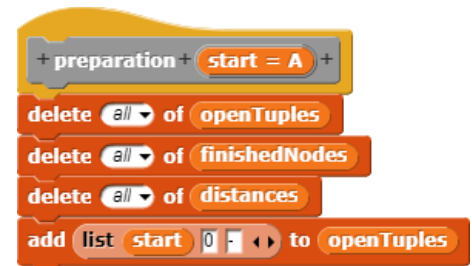 + preparation + start = A +
delete all of openTuples
delete all of finishedNodes
delete all of distances
add list start 0 - to openTuples